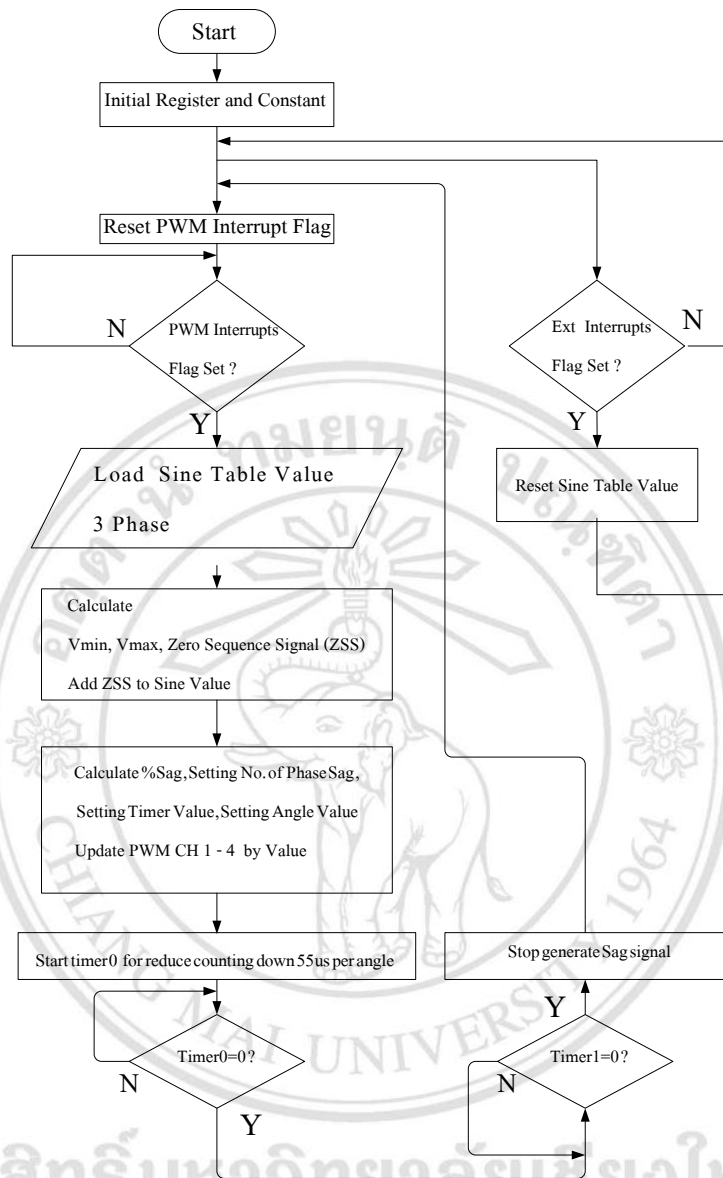 Start
Initial Register and Constant
Reset PWM Interrupt Flag
N
PWM Interrupts
Flag Set ?
Y
Ext Interrupts
Flag Set ?
N
Y
Load Sine Table Value
3 Phase
Reset Sine Table Value
Calculate
Vmin, Vmax, Zero Sequence Signal (ZSS)
Add ZSS to Sine Value
Calculate %Sag, Setting No. of Phase Sag,
Setting Timer Value, Setting Angle Value
Update PWM CH 1 - 4 by Value
Start timer0 for reduce counting down 55us per angle
Stop generate Sag signal
Timer0=0?
N
Y
Timer1=0?
Y
N
CHIANG MAI UNIVERSITY 1964